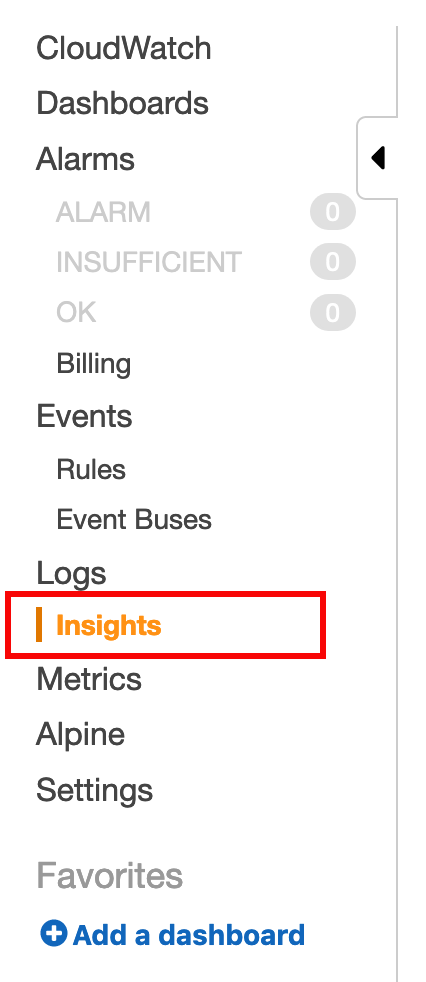 CloudWatch
Dashboards
Alarms
ALARM 0
INSUFFICIENT 0
OK 0
Billing
Events
Rules
Event Buses
Logs
Insights
Metrics
Alpine
Settings
Favorites
Add a dashboard